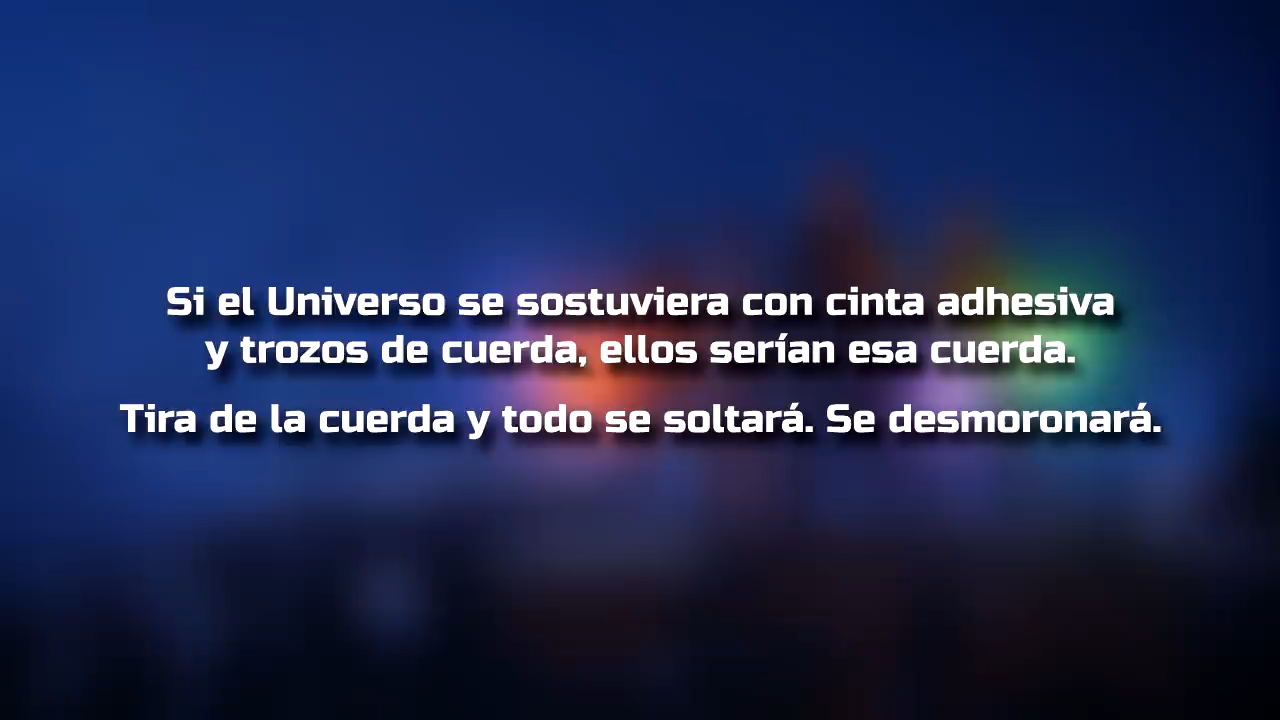 Si el Universo se sostuviera con cinta adhesiva
y trozos de cuerda, ellos serían esa cuerda.
Tira de la cuerda y todo se soltará. Se desmoronará.